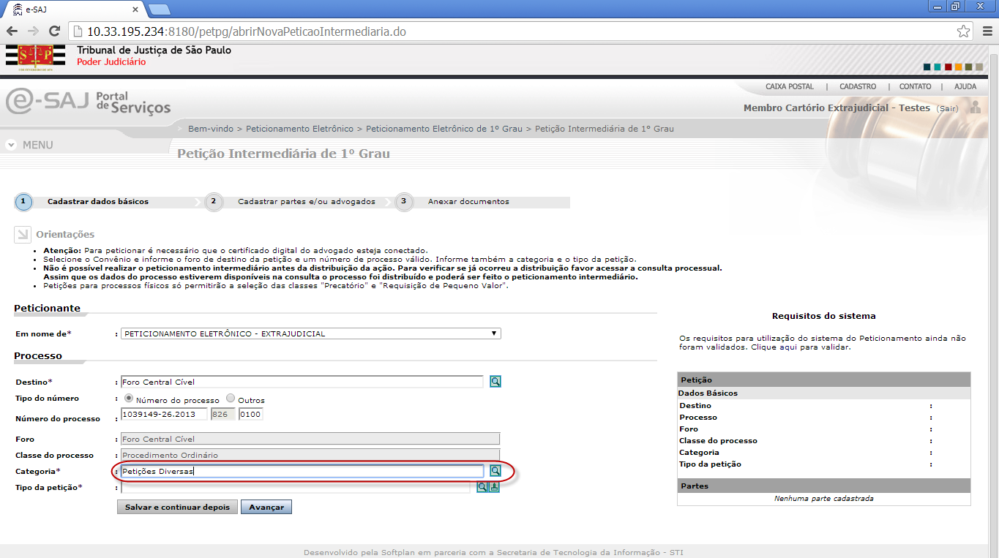 e-SAJ
10.33.195.234:8180/petpg/abrirNovaPeticaoIntermediaria.do
S P
Tribunal de Justiça de São Paulo
Poder Judiciário
CAIXA POSTAL | CADASTRO | CONTATO | AJUDA
e-SAJ Portal de Serviços
Membro Cartório Extrajudicial - Testes (Sair)
Bem-vindo > Peticionamento Eletrônico > Peticionamento Eletrônico de 1º Grau > Petição Intermediária de 1º Grau
MENU
Petição Intermediária de 1º Grau
1 Cadastrar dados básicos 2 Cadastrar partes e/ou advogados 3 Anexar documentos
Orientações
• Atenção: Para peticionar é necessário que o certificado digital do advogado esteja conectado.
• Selecione o Convênio e informe o foro de destino da petição e um número de processo válido. Informe também a categoria e o tipo da petição.
• Não é possível realizar o peticionamento intermediário antes da distribuição da ação. Para verificar se já ocorreu a distribuição favor acessar a consulta processual.
Assim que os dados do processo estiverem disponíveis na consulta o processo foi distribuído e poderá ser feito o peticionamento intermediário.
• Petições para processos físicos só permitirão a seleção das classes "Precatório" e "Requisição de Pequeno Valor".
Peticionante
Em nome de* : PETICIONAMENTO ELETRÔNICO - EXTRAJUDICIAL
Processo
Destino* : Foro Central Cível
Tipo do número : Número do processo Outros
Número do processo : 1039149-26.2013 826 0100
Foro : Foro Central Cível
Classe do processo : Procedimento Ordinário
Categoria* : Petições Diversas
Tipo da petição* :
Salvar e continuar depois Avançar
Requisitos do sistema
Os requisitos para utilização do sistema do Peticionamento ainda não
foram validados. Clique aqui para validar.
Petição
Dados Básicos
Destino :
Processo :
Foro :
Classe do processo :
Categoria :
Tipo da petição :
Partes
Nenhuma parte cadastrada
Desenvolvido pela Softplan em parceria com a Secretaria de Tecnologia da Informação - STI